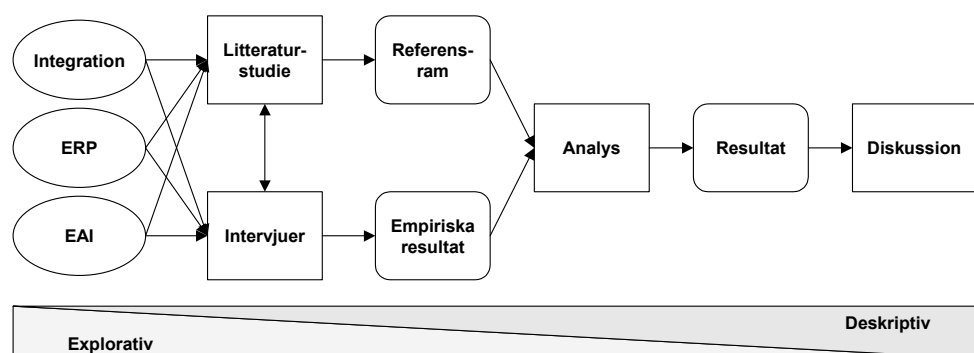 Integration
ERP
EAI
Litteratur-
studie
Intervjuer
Referens-
ram
Empiriska
resultat
Analys
Resultat
Diskussion
Deskriptiv
Explorativ